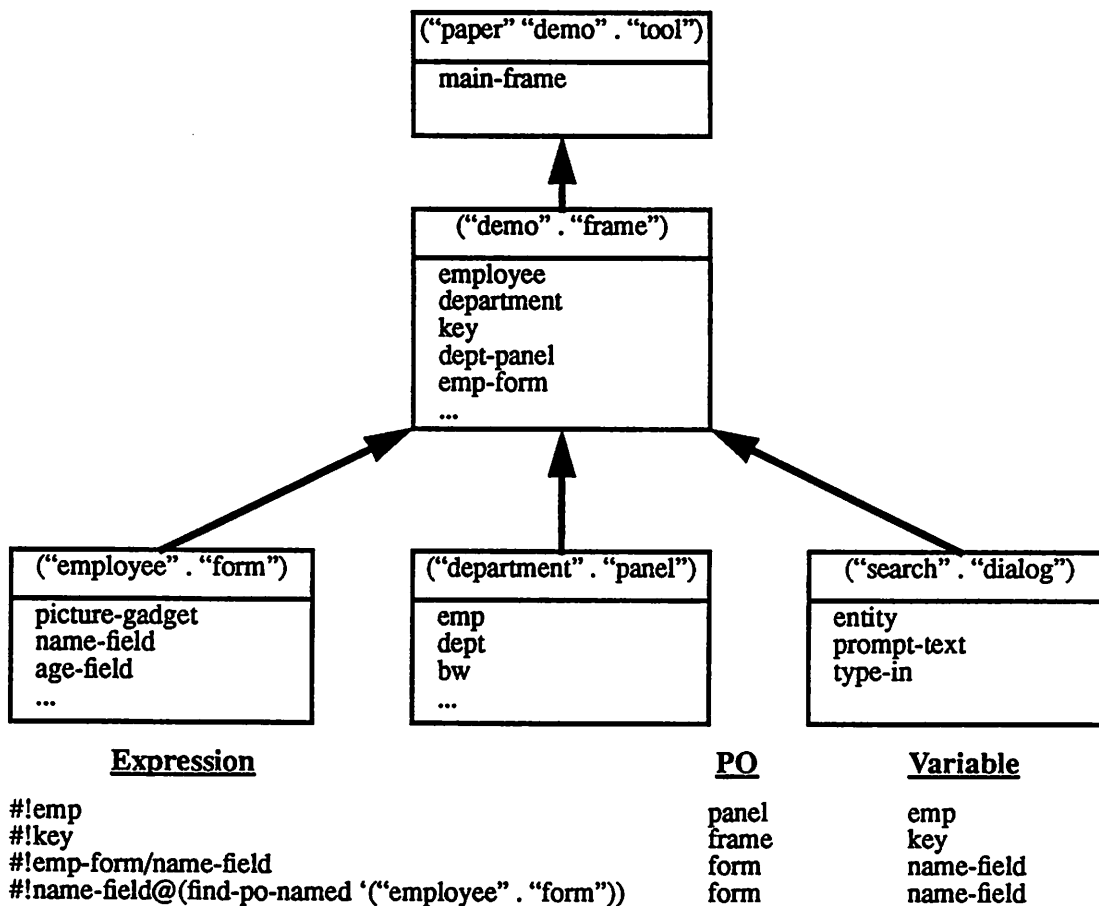 (“paper” “demo” . “tool”)
main-frame
(“demo” . “frame”)
employee
department
key
dept-panel
emp-form
...
(“employee” . “form”)
picture-gadget
name-field
age-field
...
(“department” . “panel”)
emp
dept
bw
...
(“search” . “dialog”)
entity
prompt-text
type-in
Expression PO Variable
#!emp panel emp
#!key frame key
#!emp-form/name-field form name-field
#!name-field@(find-po-named ‘(“employee” . “form”)) form name-field